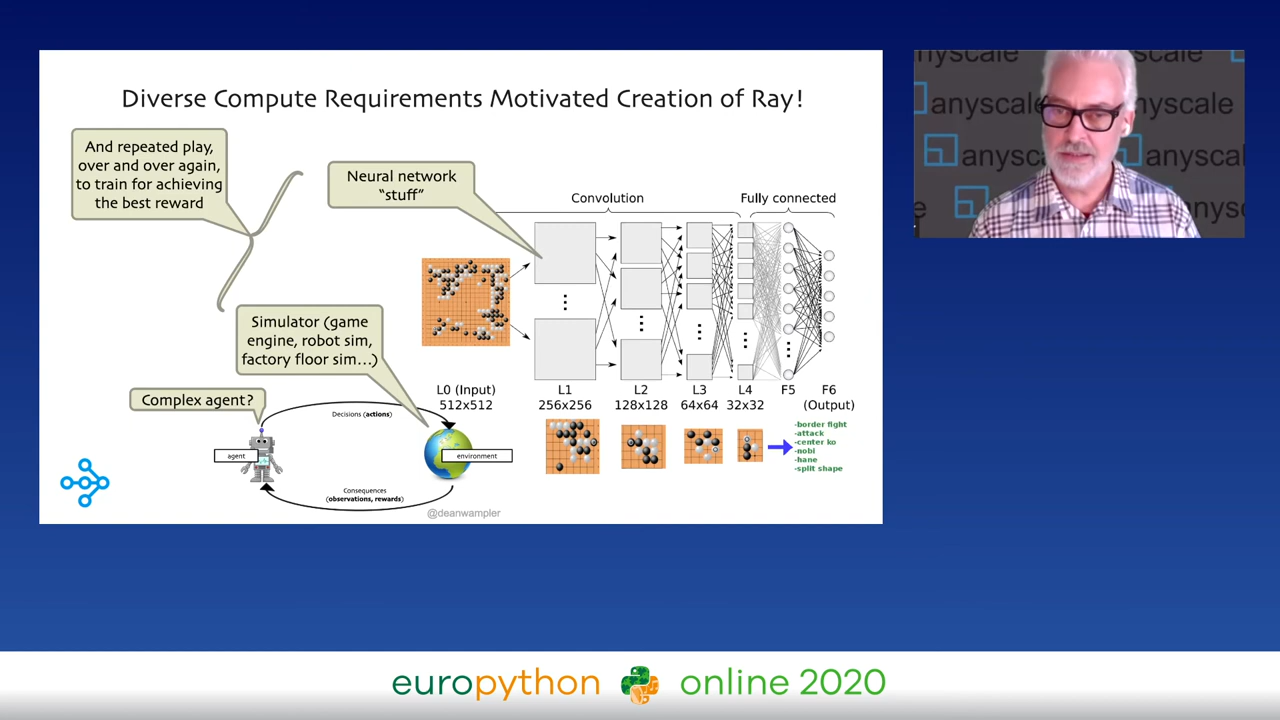 Diverse Compute Requirements Motivated Creation of Ray!
And repeated play,
over and over again,
to train for achieving
the best reward
Neural network
“stuff”
Convolution
Fully connected
Simulator (game
engine, robot sim,
factory floor sim...)
Complex agent?
Decisions (actions)
agent
environment
Consequences
(observations, rewards)
L0 (Input)
512x512
L1
256x256
L2
128x128
L3
64x64
L4
32x32
F5
F6
(Output)
-border fight
-attack
-center ko
-nobi
-hane
-split shape
@deanwampler
nyscale
anyscale
anyscale
anysc
anyscale
anysc
europython online 2020